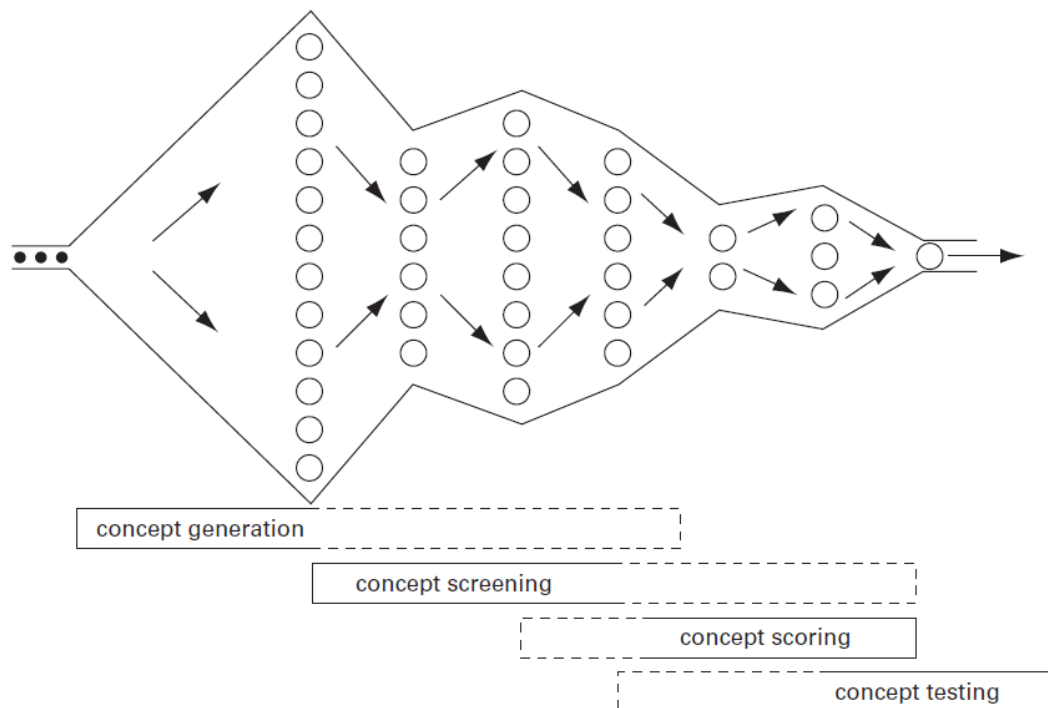 concept generation
concept screening
concept scoring
concept testing